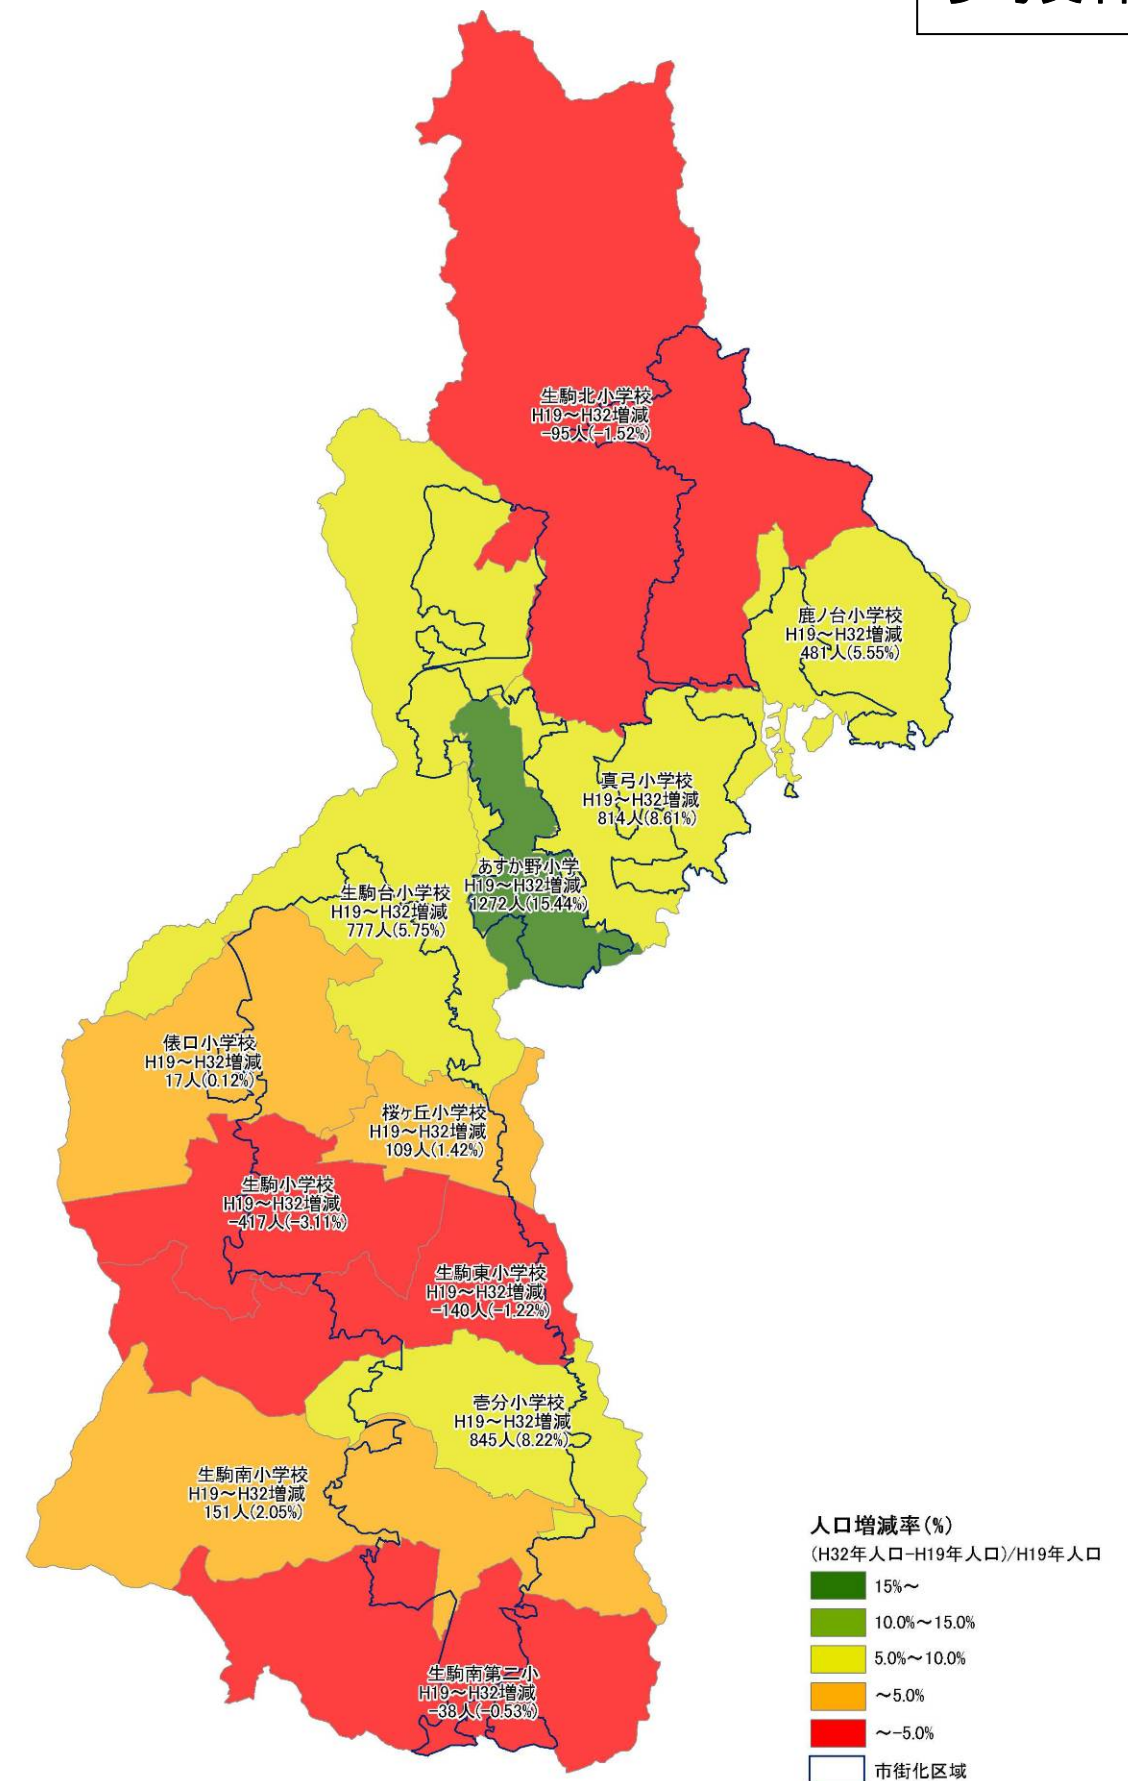 生駒北小学校
H19～H32増減
-95人(-1.52%)
鹿ノ台小学校
H19～H32増減
481人(5.55%)
真弓小学校
H19～H32増減
814人(8.61%)
あすか野小学
H19～H32増減
1272人(15.44%)
生駒台小学校
H19～H32増減
777人(5.75%)
俵口小学校
H19～H32増減
17人(0.12%)
桜ヶ丘小学校
H19～H32増減
109人(1.42%)
生駒小学校
H19～H32増減
-417人(-3.11%)
生駒東小学校
H19～H32増減
-140人(-1.22%)
壱分小学校
H19～H32増減
845人(8.22%)
生駒南小学校
H19～H32増減
151人(2.05%)
生駒南第二小
H19～H32増減
-38人(-0.53%)
人口増減率(%)
(H32年人口-H19年人口)/H19年人口
15%～
10.0%～15.0%
5.0%～10.0%
～5.0%
～-5.0%
市街化区域